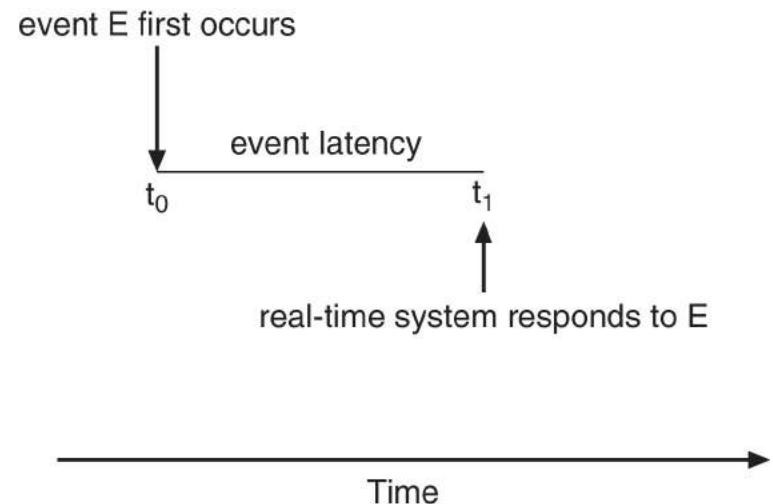 event E first occurs
event latency
t₀ t₁
real-time system responds to E
Time